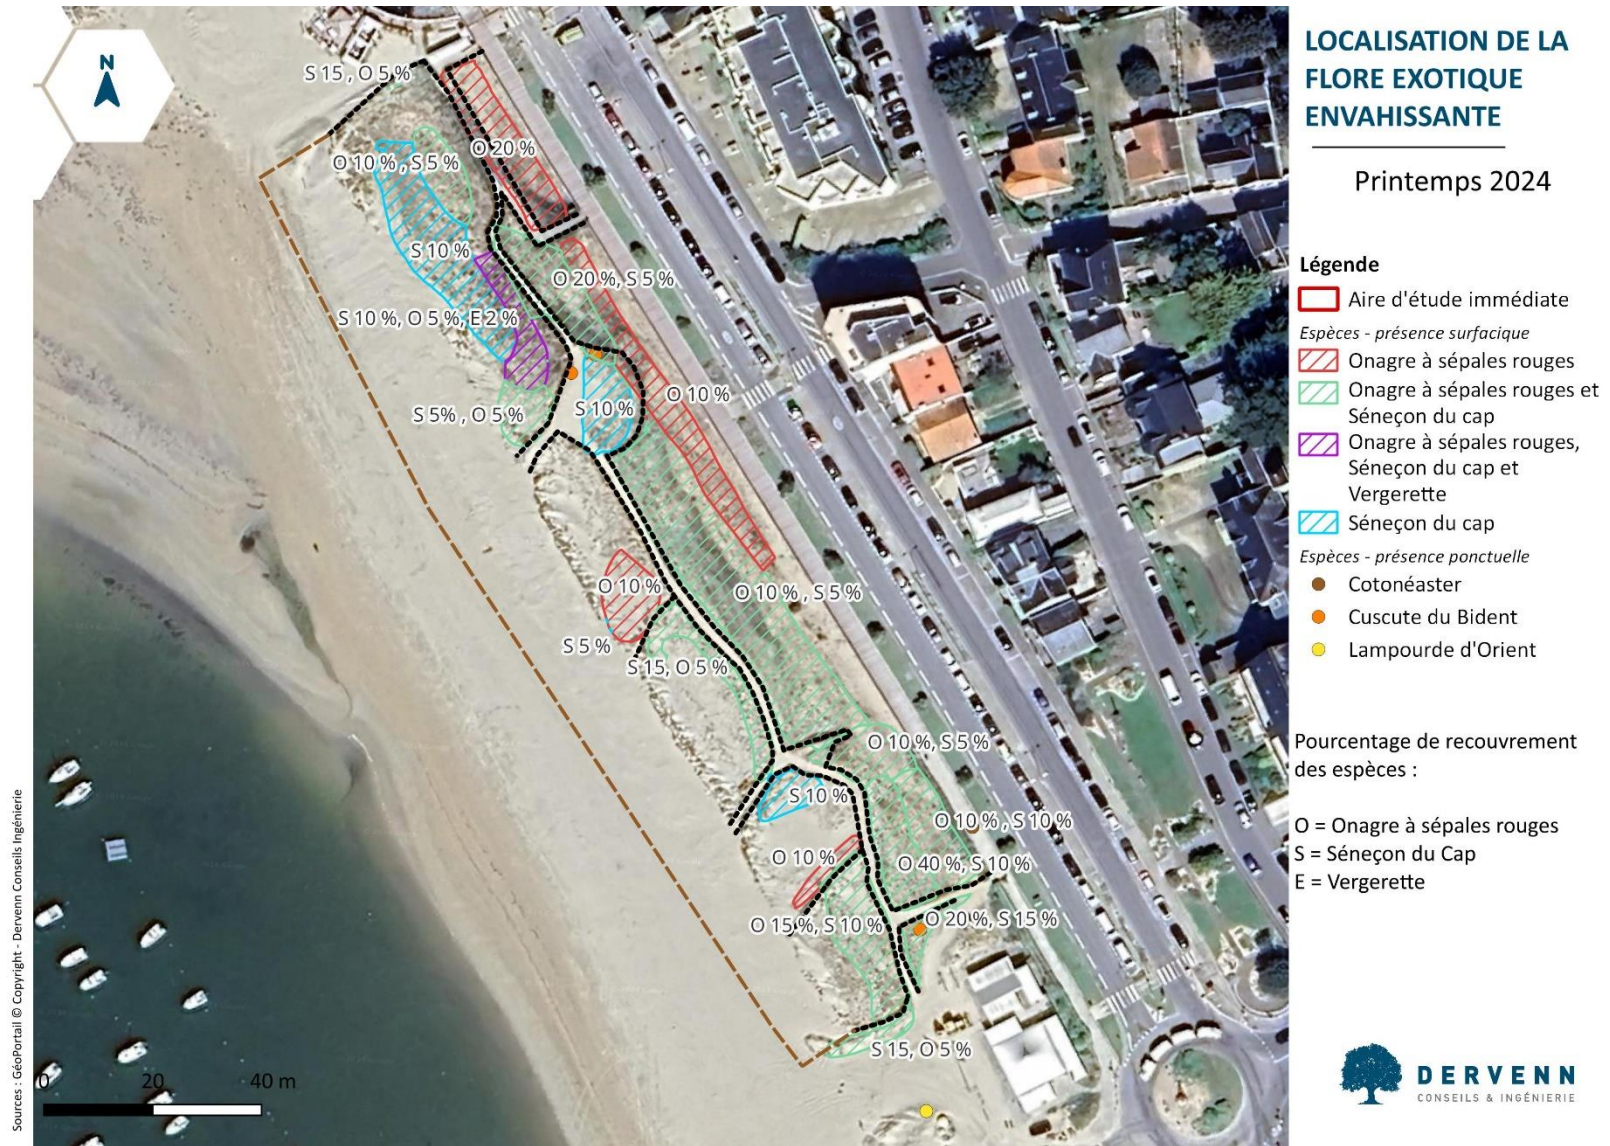 LOCALISATION DE LA
FLORE EXOTIQUE
ENVAHISSANTE
Printemps 2024
Légende
Aire d'étude immédiate
Espèces - présence surfacique
Onagre à sépales rouges
Onagre à sépales rouges et
Séneçon du cap
Onagre à sépales rouges,
Séneçon du cap et
Vergerette
Séneçon du cap
Espèces - présence ponctuelle
Cotonéaster
Cuscute du Bident
Lampourde d'Orient
Pourcentage de recouvrement
des espèces :
O = Onagre à sépales rouges
S = Séneçon du Cap
E = Vergerette
DERVENN
CONSEILS & INGÉNIERIE
N
S 15 , O 5 %
O 20 %
O 10 % , S 5 %
S 10 %
O 20 %, S 5 %
S 10 %, O 5 %, E 2 %
O 10 %
S 10 %
S 5% , O 5 %
O 10 %
O 10 % , S 5 %
S 5 %
S 15, O 5 %
O 10 %, S 5 %
S 10 %
O 10 %, S 10 %
O 10 %
O 40 %, S 10 %
O 15 %, S 10 %
O 20 %, S 15 %
S 15, O 5 %
0 20 40 m
Sources : GéoPortail © Copyright - Dervenn Conseils Ingénierie